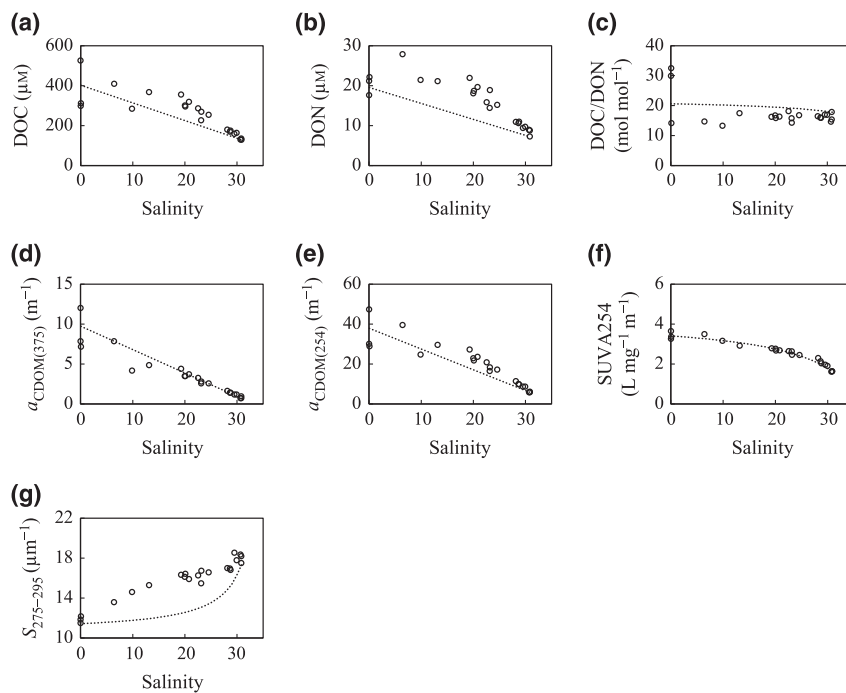 (a)
DOC (μM)
600
400
200
0
0 10 20 30
Salinity
(b)
DON (μM)
30
20
10
0
0 10 20 30
Salinity
(c)
DOC/DON
(mol mol⁻¹)
40
30
20
10
0
0 10 20 30
Salinity
(d)
aCDOM(375) (m⁻¹)
15
10
5
0
0 10 20 30
Salinity
(e)
aCDOM(254) (m⁻¹)
60
40
20
0
0 10 20 30
Salinity
(f)
SUVA254
(L mg⁻¹ m⁻¹)
6
4
2
0
0 10 20 30
Salinity
(g)
S275–295 (μm⁻¹)
22
18
14
10
0 10 20 30
Salinity